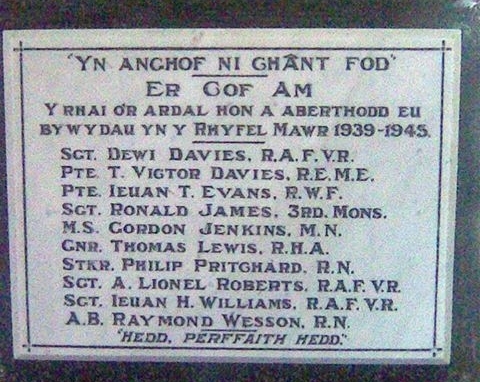 "YN ANGHOF NI CHÂNT FOD"
ER COF AM
Y RHAI O'R ARDAL HON A ABERTHODD EU
BYWYDAU YN Y RHYFEL MAWR 1939-1945.
SGT. DEWI DAVIES, R.A.F.V.R.
PTE. T. VICTOR DAVIES, R.E.M.E.
PTE. IEUAN T. EVANS, R.W.F.
SGT. RONALD JAMES, 3RD. MONS.
M.S. GORDON JENKINS, M.N.
GNR. THOMAS LEWIS, R.H.A.
STKR. PHILIP PRITCHARD, R.N.
SGT. A. LIONEL ROBERTS, R.A.F.V.R.
SGT. IEUAN H. WILLIAMS, R.A.F.V.R.
A.B. RAYMOND WESSON, R.N.
"HEDD, PERFFAITH HEDD."